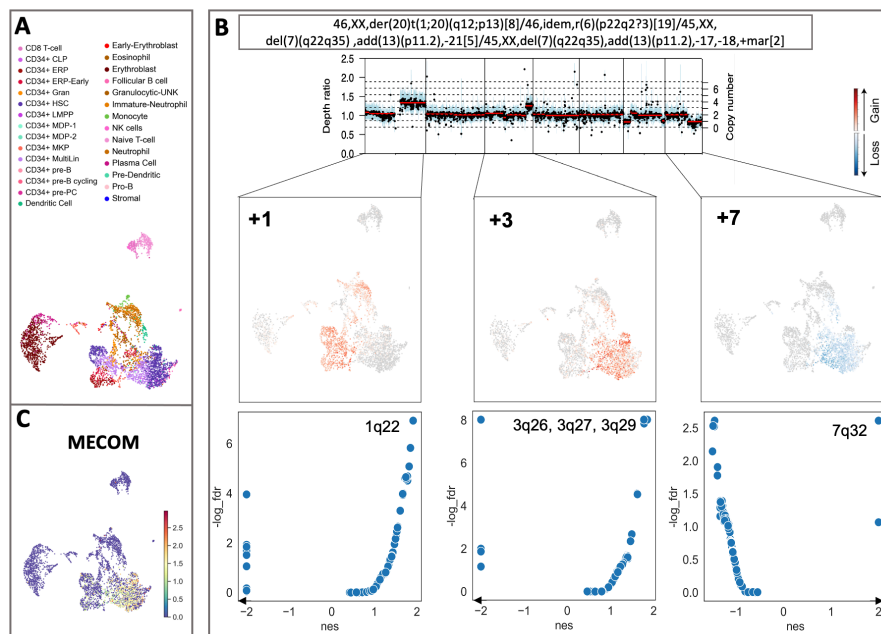 A
CD8 T-cell
CD34+ CLP
CD34+ ERP
CD34+ ERP-Early
CD34+ Gran
CD34+ HSC
CD34+ LMPP
CD34+ MDP-1
CD34+ MDP-2
CD34+ MKP
CD34+ MultiLin
CD34+ pre-B
CD34+ pre-B cycling
CD34+ pre-PC
Dendritic Cell
Early-Erythroblast
Eosinophil
Erythroblast
Follicular B cell
Granulocytic-UNK
Immature-Neutrophil
Monocyte
NK cells
Naive T-cell
Neutrophil
Plasma Cell
Pre-Dendritic
Pro-B
Stromal
B
46,XX,der(20)t(1;20)(q12;p13)[8]/46,idem,r(6)(p22q2?3)[19]/45,XX,
del(7)(q22q35) ,add(13)(p11.2),-21[5]/45,XX,del(7)(q22q35),add(13)(p11.2),-17,-18,+mar[2]
Depth ratio
2.5
2.0
1.5
1.0
0.5
0.0
6
4
2
0
Copy number
Gain
Loss
+1
+3
+7
C
MECOM
2.5
2.0
1.5
1.0
0.5
0.0
1q22
-log_fdr
6
4
2
0
−2 −1 0 1 2
nes
3q26, 3q27, 3q29
-log_fdr
8
6
4
2
0
−2 −1 0 1 2
nes
7q32
-log_fdr
2.5
2.0
1.5
1.0
0.5
0.0
−1 0 1 2
nes